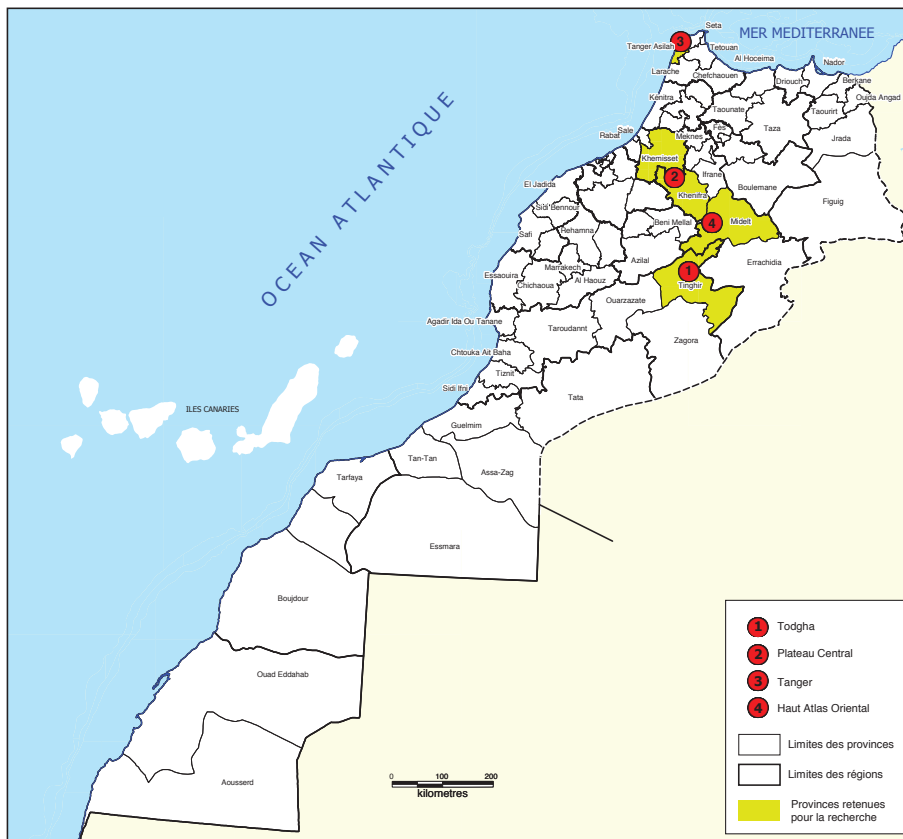 Seta
MER MEDITERRANEE
3
Tanger Asilah
Tetouan
Al Hoceima
Nador
Larache
Chefchaouen
Driouch
Berkane
Kenitra
Oujda Angad
Taounate
Taourirt
Sale
Fes
Taza
Rabat
Meknes
Jrada
Khemisset
2
Ifrane
Boulemane
El Jadida
Khenifra
Figuig
Sidi Bennour
4
Midelt
Beni Mellal
Safi
Rehamna
Azilal
Errachidia
Essaouira
Marrakech
1
Chichaoua
Al Haouz
Tinghir
Ouarzazate
Agadir Ida Ou Tanane
Taroudannt
Zagora
Chtouka Ait Baha
Tiznit
Sidi Ifni
Tata
OCEAN ATLANTIQUE
ILES CANARIES
Guelmim
Tan-Tan
Assa-Zag
Tarfaya
Essmara
Boujdour
Ouad Eddahab
Aousserd
0 100 200
kilometres
1 Todgha
2 Plateau Central
3 Tanger
4 Haut Atlas Oriental
Limites des provinces
Limites des régions
Provinces retenues
pour la recherche